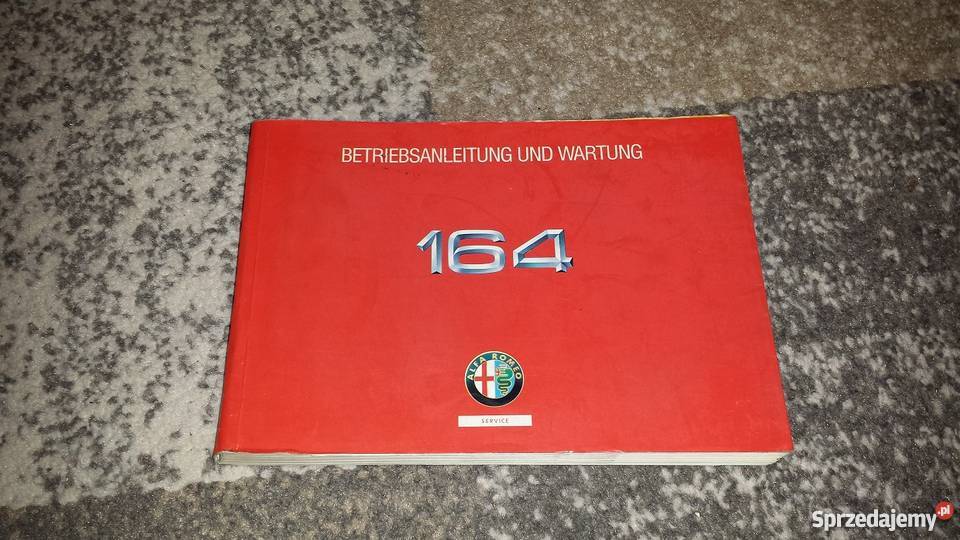 BETRIEBSANLEITUNG UND WARTUNG
164
ALFA ROMEO
SERVICE
Sprzedajemy.pl